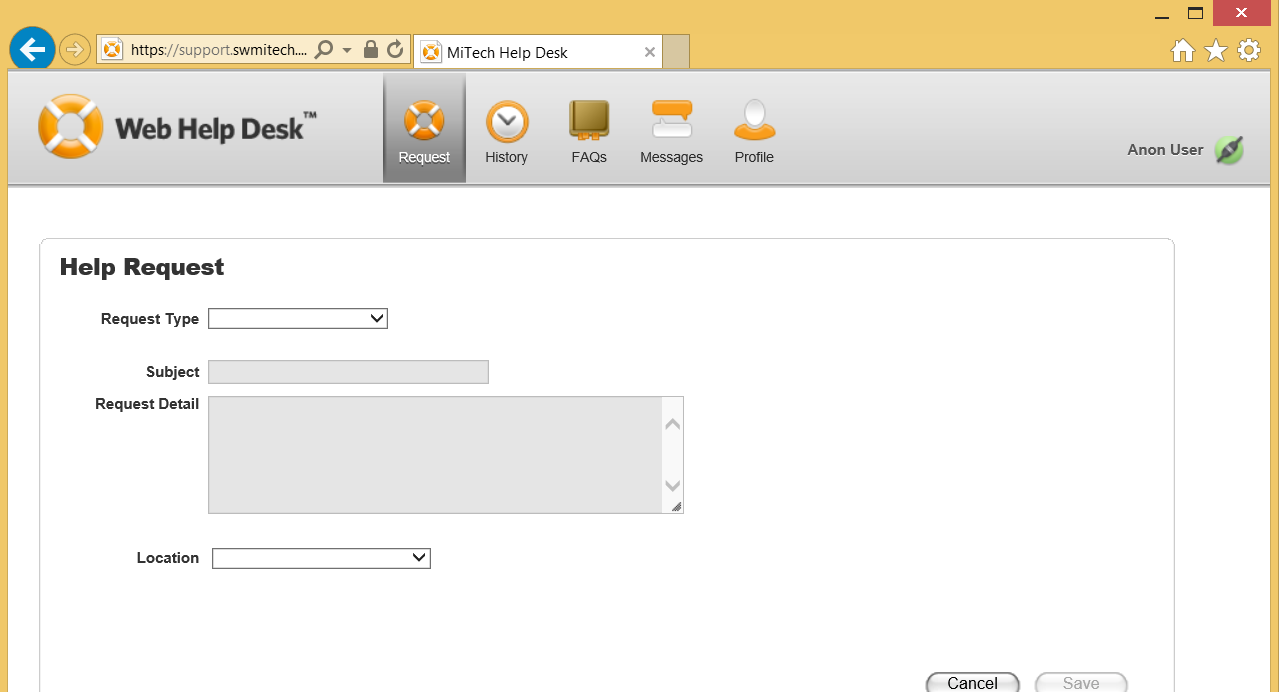 https://support.swmitech....
MiTech Help Desk
Web Help Desk™
Request
History
FAQs
Messages
Profile
Anon User
Help Request
Request Type
Subject
Request Detail
Location
Cancel
Save